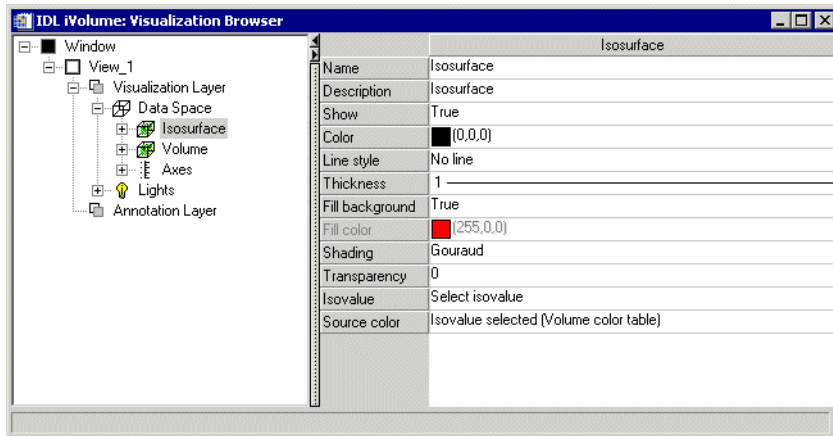 IDL iVolume: Visualization Browser
Window
View_1
Visualization Layer
Data Space
Isosurface
Volume
Axes
Lights
Annotation Layer
Isosurface
Name Isosurface
Description Isosurface
Show True
Color (0,0,0)
Line style No line
Thickness 1
Fill background True
Fill color (255,0,0)
Shading Gouraud
Transparency 0
Isovalue Select isovalue
Source color Isovalue selected (Volume color table)